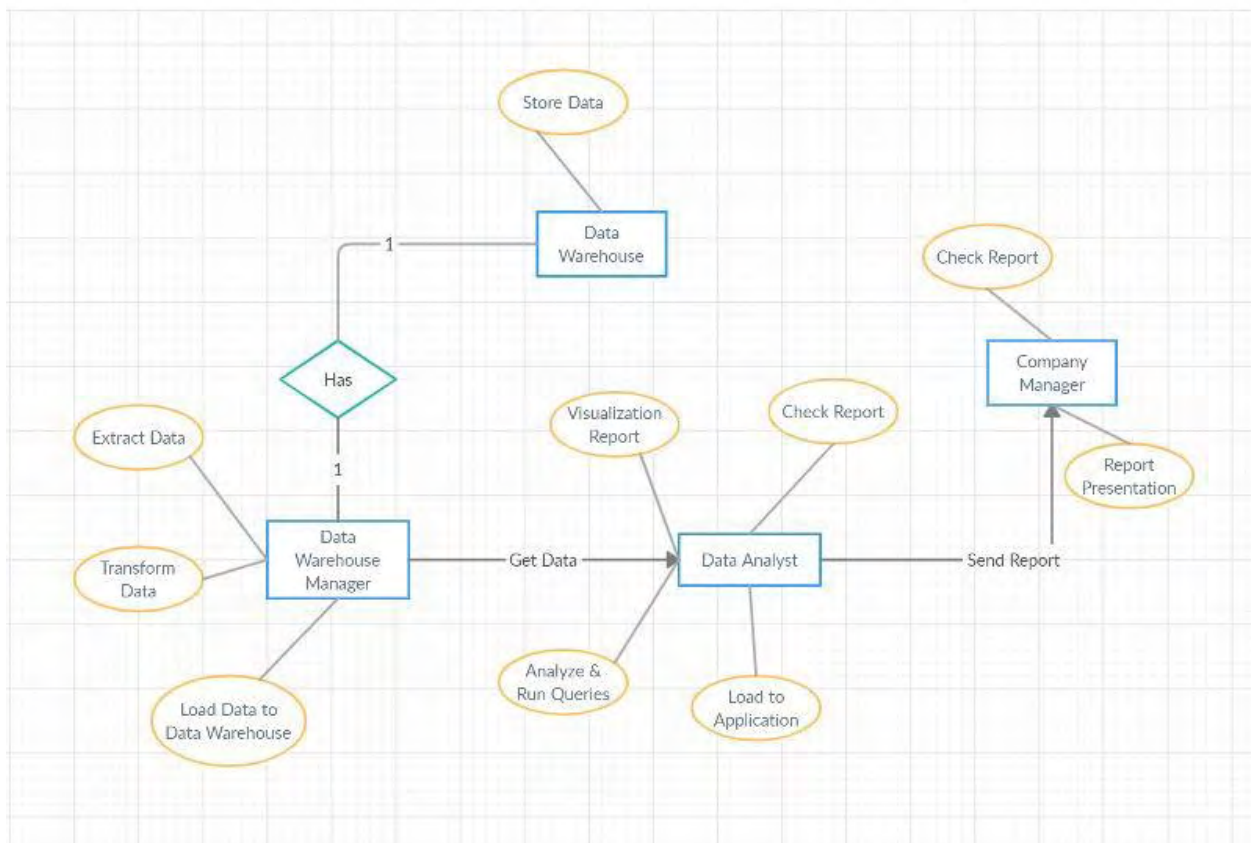 Store Data
Data
Warehouse
1
Check Report
Company
Manager
Has
Visualization
Report
Check Report
Extract Data
1
Report
Presentation
Data
Warehouse
Manager
Get Data
Data Analyst
Send Report
Transform
Data
Analyze &
Run Queries
Load to
Application
Load Data to
Data Warehouse